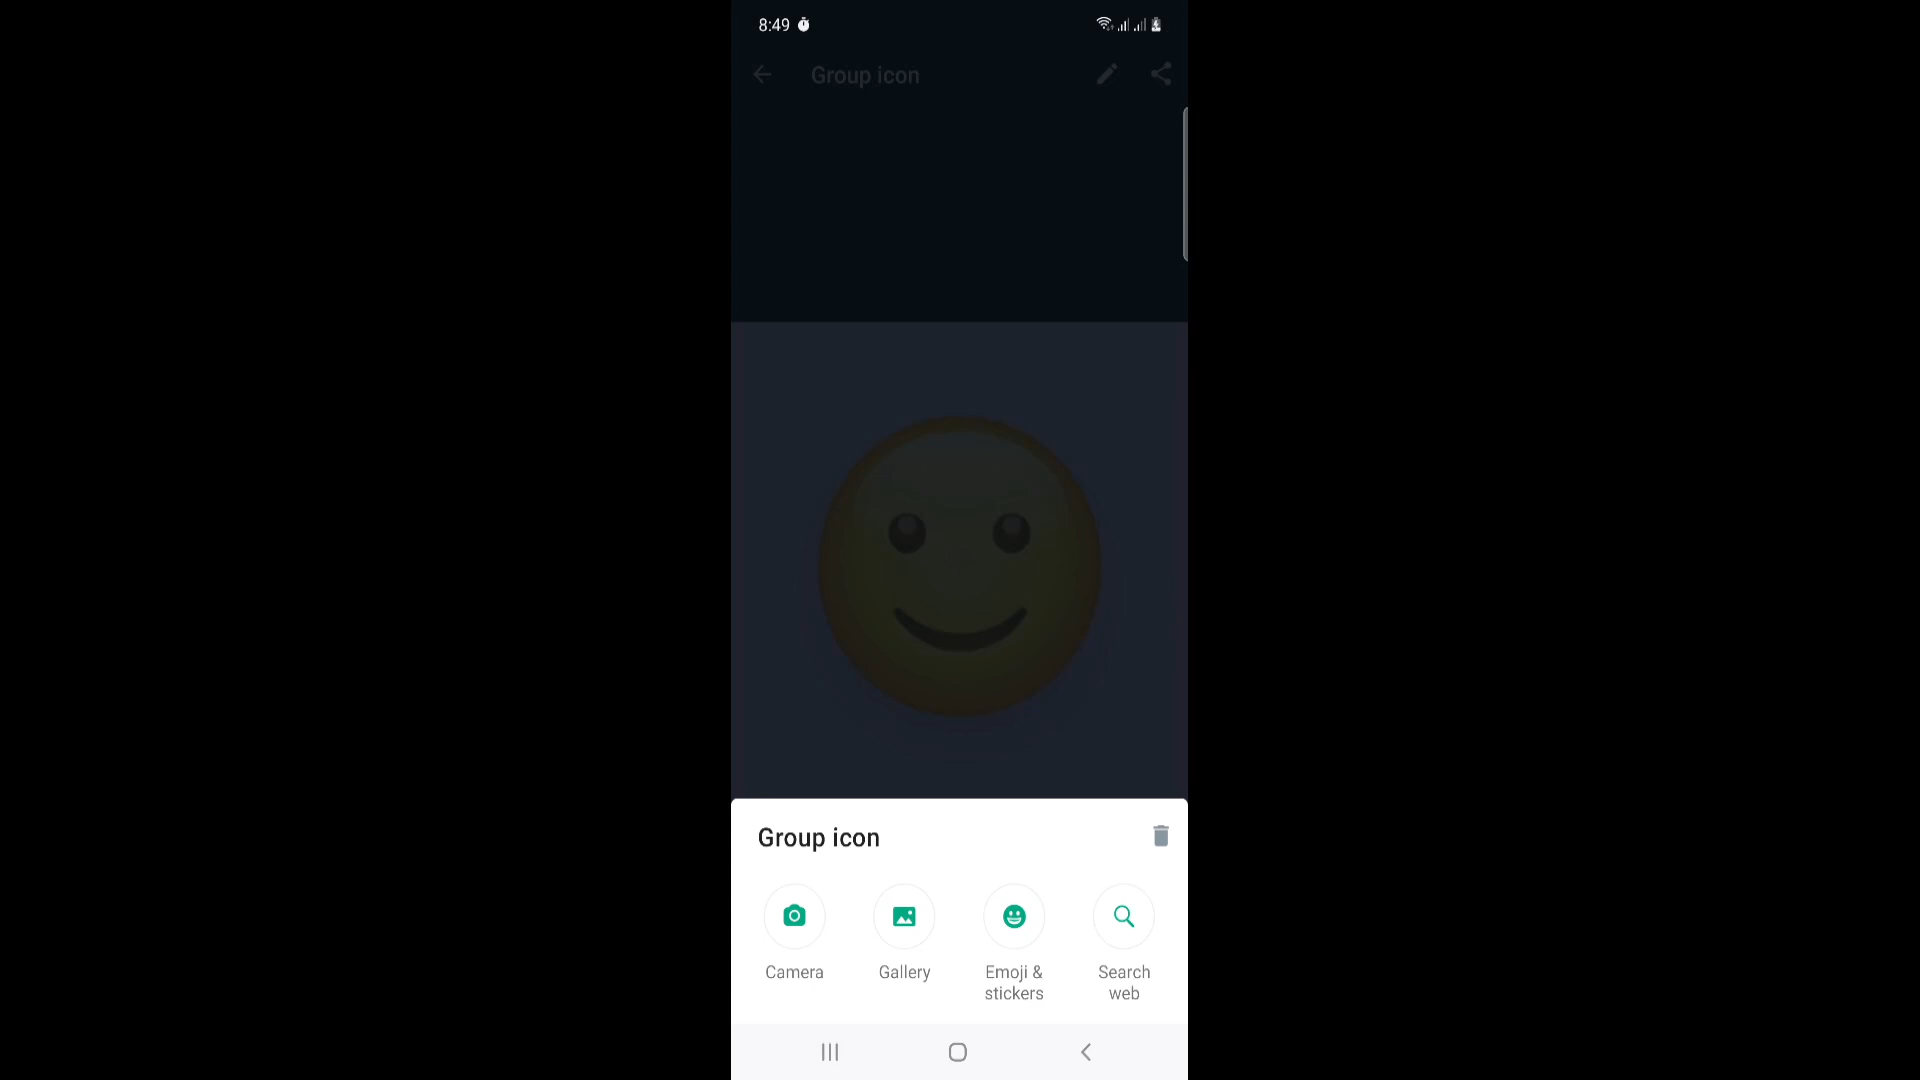 8:49
Group icon
Group icon
Camera
Gallery
Emoji &
stickers
Search
web